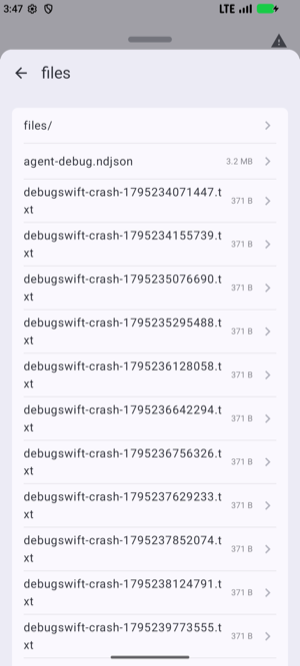 3:47
LTE
files
files/
agent-debug.ndjson
3.2 MB
debugswift-crash-1795234071447.t
xt
371 B
debugswift-crash-1795234155739.t
xt
371 B
debugswift-crash-1795235076690.t
xt
371 B
debugswift-crash-1795235295488.t
xt
371 B
debugswift-crash-1795236128058.t
xt
371 B
debugswift-crash-1795236642294.t
xt
371 B
debugswift-crash-1795236756326.t
xt
371 B
debugswift-crash-1795237629233.t
xt
371 B
debugswift-crash-1795237852074.t
xt
371 B
debugswift-crash-1795238124791.t
xt
371 B
debugswift-crash-1795239773555.t
xt
371 B